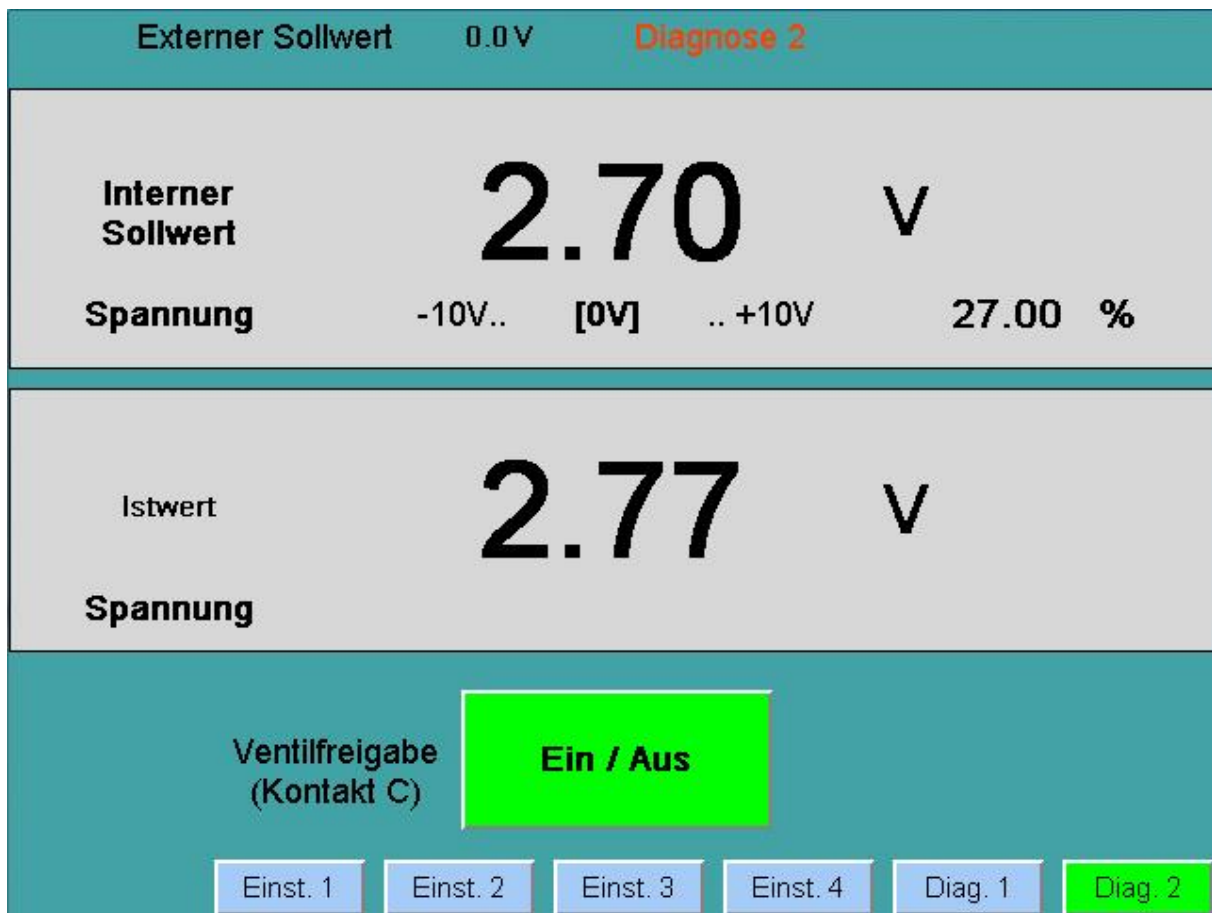 Externer Sollwert 0.0 V Diagnose 2
Interner
Sollwert
2.70 V
Spannung -10V.. [0V] .. +10V 27.00 %
Istwert 2.77 V
Spannung
Ventilfreigabe
(Kontakt C)
Ein / Aus
Einst. 1 Einst. 2 Einst. 3 Einst. 4 Diag. 1 Diag. 2